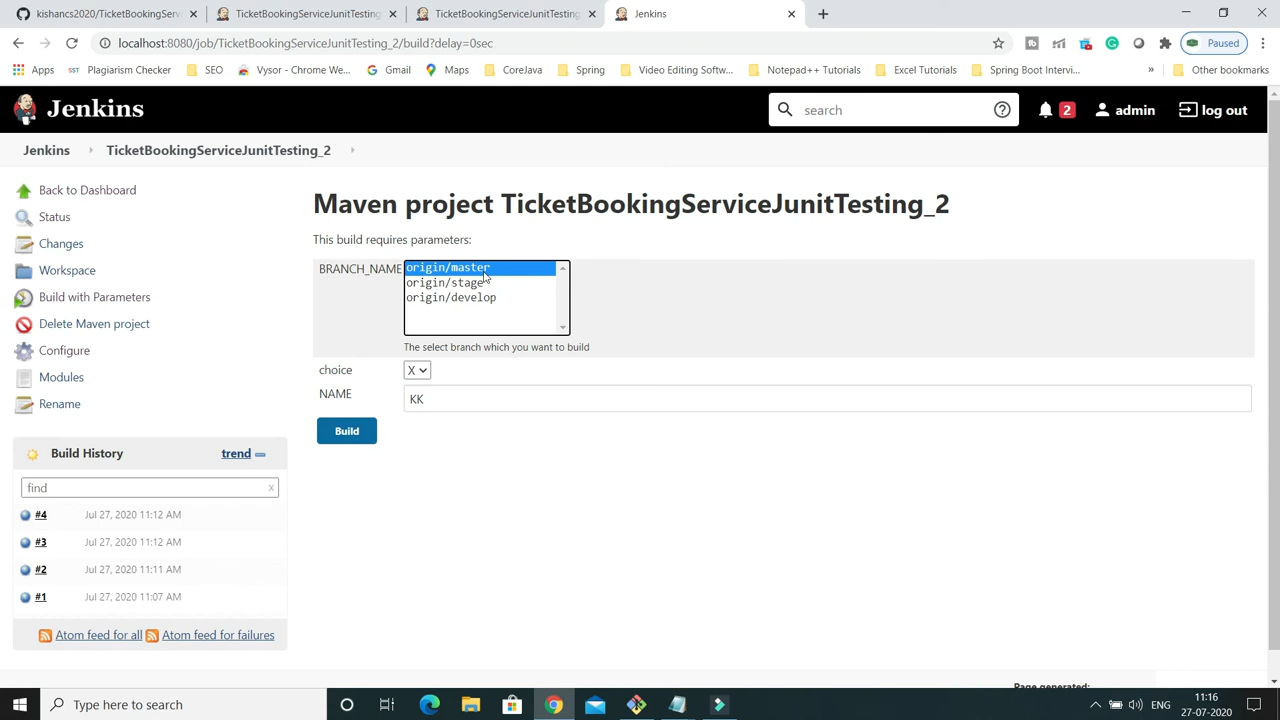 kishancs2020/TicketBookingServ
TicketBookingServiceJunitTesting_
TicketBookingServiceJunitTesting_
Jenkins
localhost:8080/job/TicketBookingServiceJunitTesting_2/build?delay=0sec
Paused
Apps
SST
Plagiarism Checker
SEO
Vysor - Chrome We...
Gmail
Maps
CoreJava
Spring
Video Editing Softw...
Notepad++ Tutorials
Excel Tutorials
Spring Boot Intervi...
»
Other bookmarks
Jenkins
search
2
admin
log out
Jenkins
TicketBookingServiceJunitTesting_2
Back to Dashboard
Status
Changes
Workspace
Build with Parameters
Delete Maven project
Configure
Modules
Rename
Build History
trend
find
x
#4 Jul 27, 2020 11:12 AM
#3 Jul 27, 2020 11:12 AM
#2 Jul 27, 2020 11:11 AM
#1 Jul 27, 2020 11:07 AM
Atom feed for all
Atom feed for failures
Maven project TicketBookingServiceJunitTesting_2
This build requires parameters:
BRANCH_NAME
origin/master
origin/stage
origin/develop
The select branch which you want to build
choice
X
NAME
KK
Build
Page generated:
Type here to search
ENG
11:16
27-07-2020